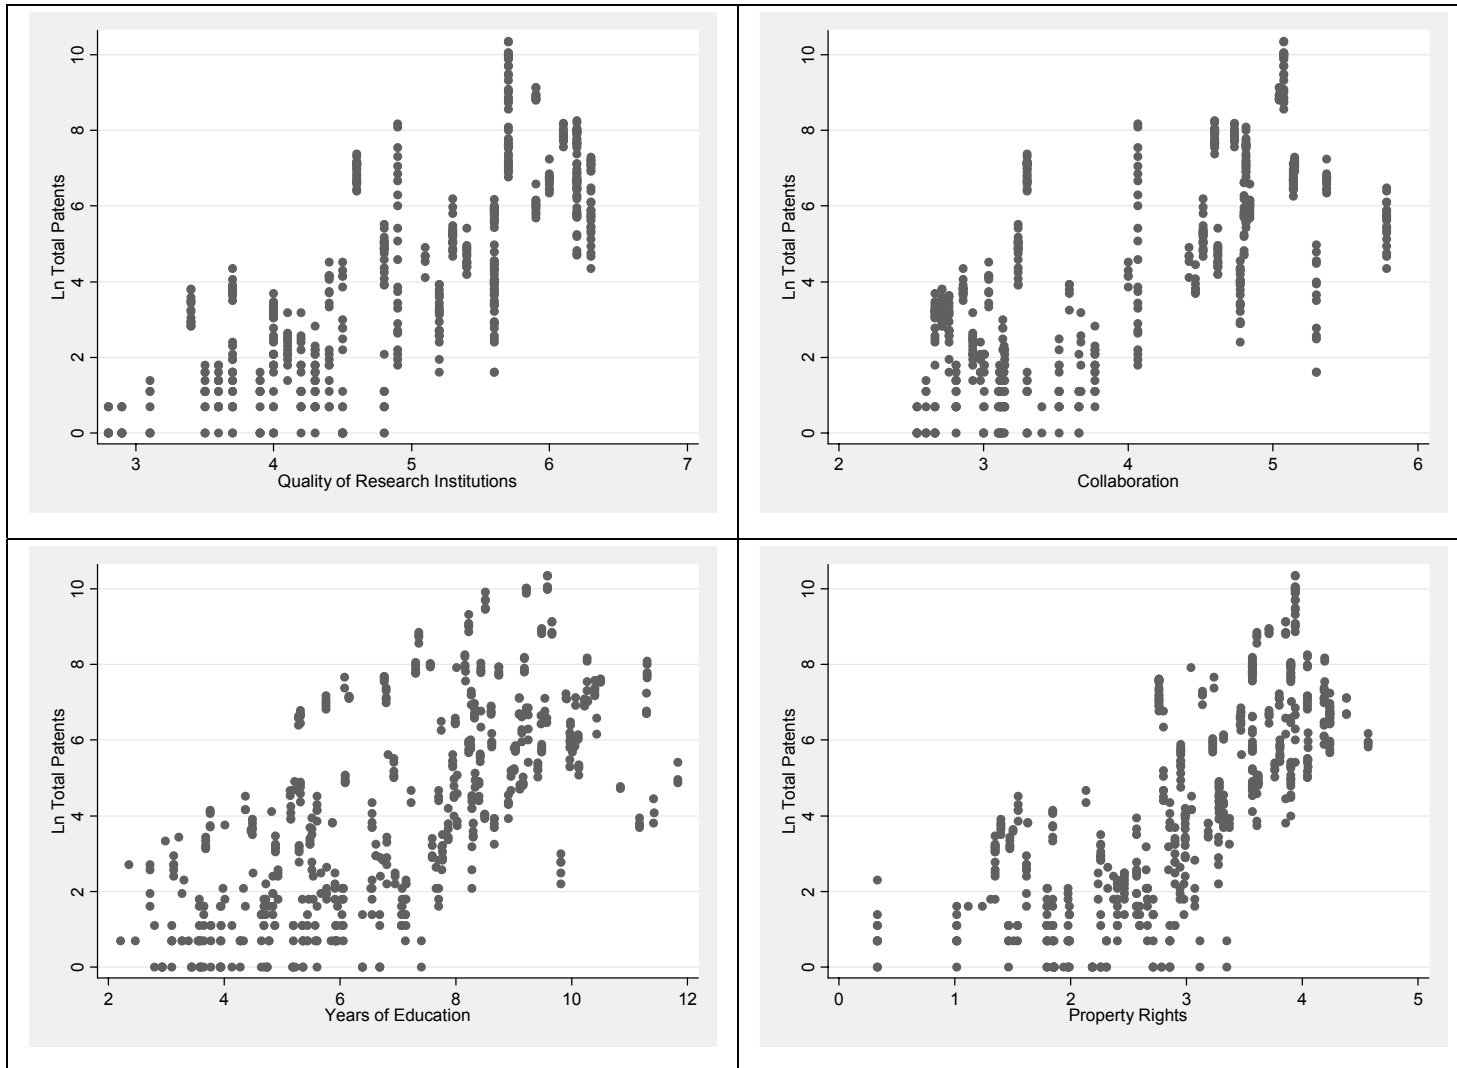 Ln Total Patents
10
8
6
4
2
0
3 4 5 6 7
Quality of Research Institutions
Ln Total Patents
10
8
6
4
2
0
2 3 4 5 6
Collaboration
Ln Total Patents
10
8
6
4
2
0
2 4 6 8 10 12
Years of Education
Ln Total Patents
10
8
6
4
2
0
0 1 2 3 4 5
Property Rights